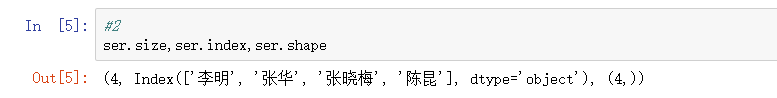 In [5]: #2
ser.size,ser.index,ser.shape
Out[5]: (4, Index(['李明', '张华', '张晓梅', '陈昆'], dtype='object'), (4,))